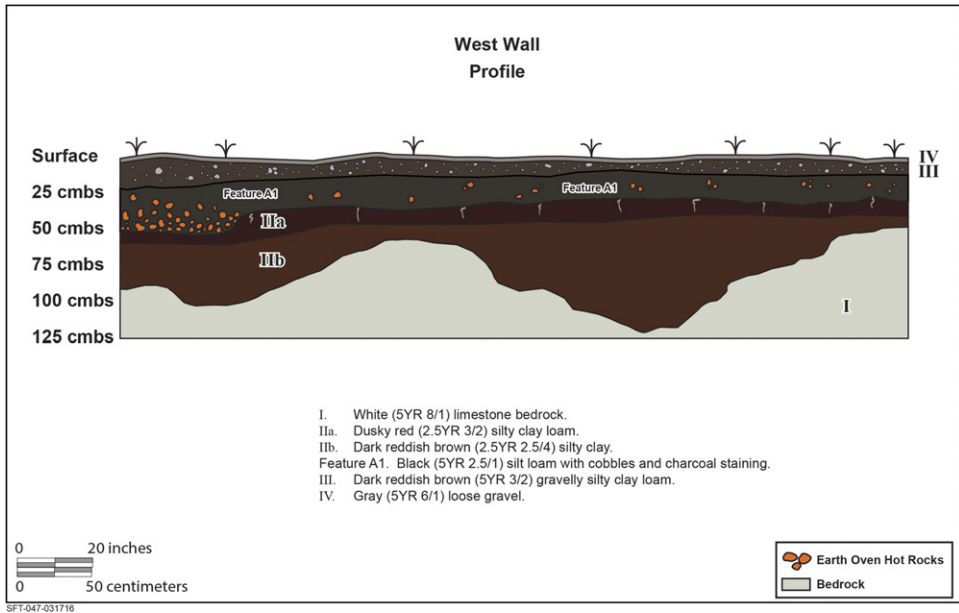 West Wall
Profile
Surface
25 cmbs
50 cmbs
75 cmbs
100 cmbs
125 cmbs
IV
III
Feature A1
Feature A1
IIa
IIb
I
I. White (5YR 8/1) limestone bedrock.
IIa. Dusky red (2.5YR 3/2) silty clay loam.
IIb. Dark reddish brown (2.5YR 2.5/4) silty clay.
Feature A1. Black (5YR 2.5/1) silt loam with cobbles and charcoal staining.
III. Dark reddish brown (5YR 3/2) gravelly silty clay loam.
IV. Gray (5YR 6/1) loose gravel.
0 20 inches
0 50 centimeters
Earth Oven Hot Rocks
Bedrock
SFT-047-031716